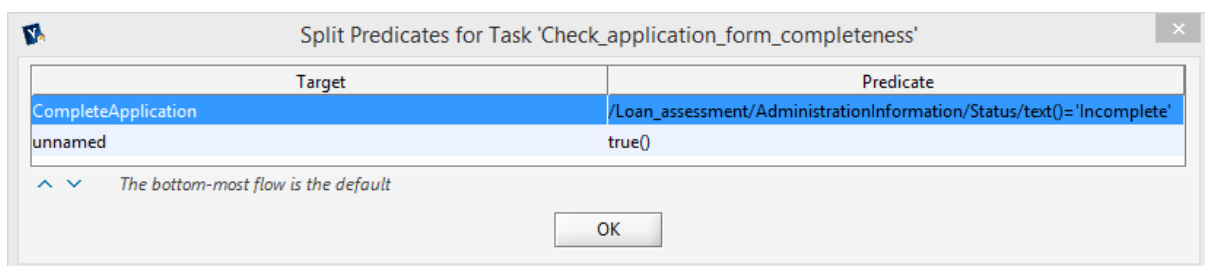 Split Predicates for Task 'Check_application_form_completeness'
Target Predicate
CompleteApplication /Loan_assessment/AdministrationInformation/Status/text()='Incomplete'
unnamed true()
The bottom-most flow is the default
OK